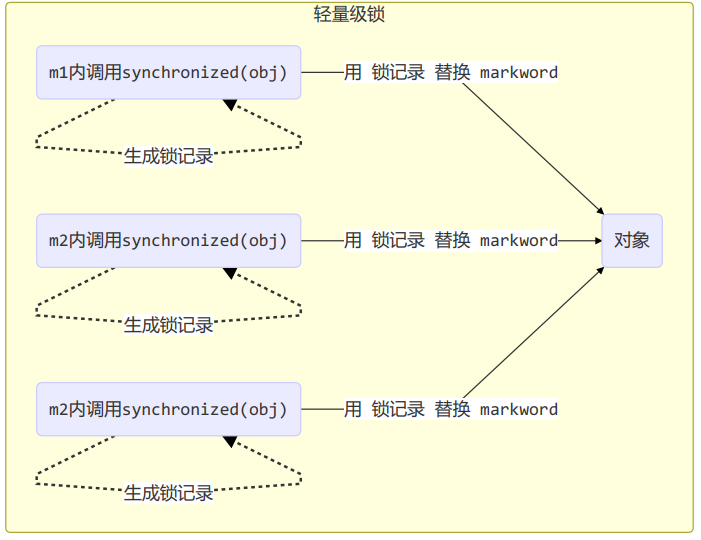 轻量级锁
m1内调用synchronized(obj)
用 锁记录 替换 markword
生成锁记录
m2内调用synchronized(obj)
用 锁记录 替换 markword
对象
生成锁记录
m2内调用synchronized(obj)
用 锁记录 替换 markword
生成锁记录